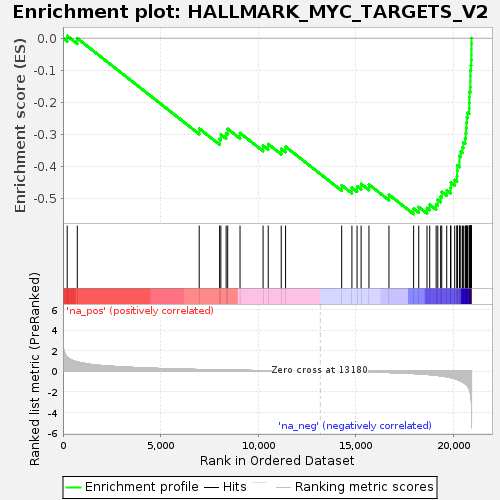 Enrichment plot: HALLMARK_MYC_TARGETS_V2
Enrichment score (ES)
0.0
-0.1
-0.2
-0.3
-0.4
-0.5
'na_pos' (positively correlated)
Ranked list metric (PreRanked)
6
4
2
0
-2
-4
-6
Zero cross at 13180
'na_neg' (negatively correlated)
0
5,000
10,000
15,000
20,000
Rank in Ordered Dataset
Enrichment profile
Hits
Ranking metric scores